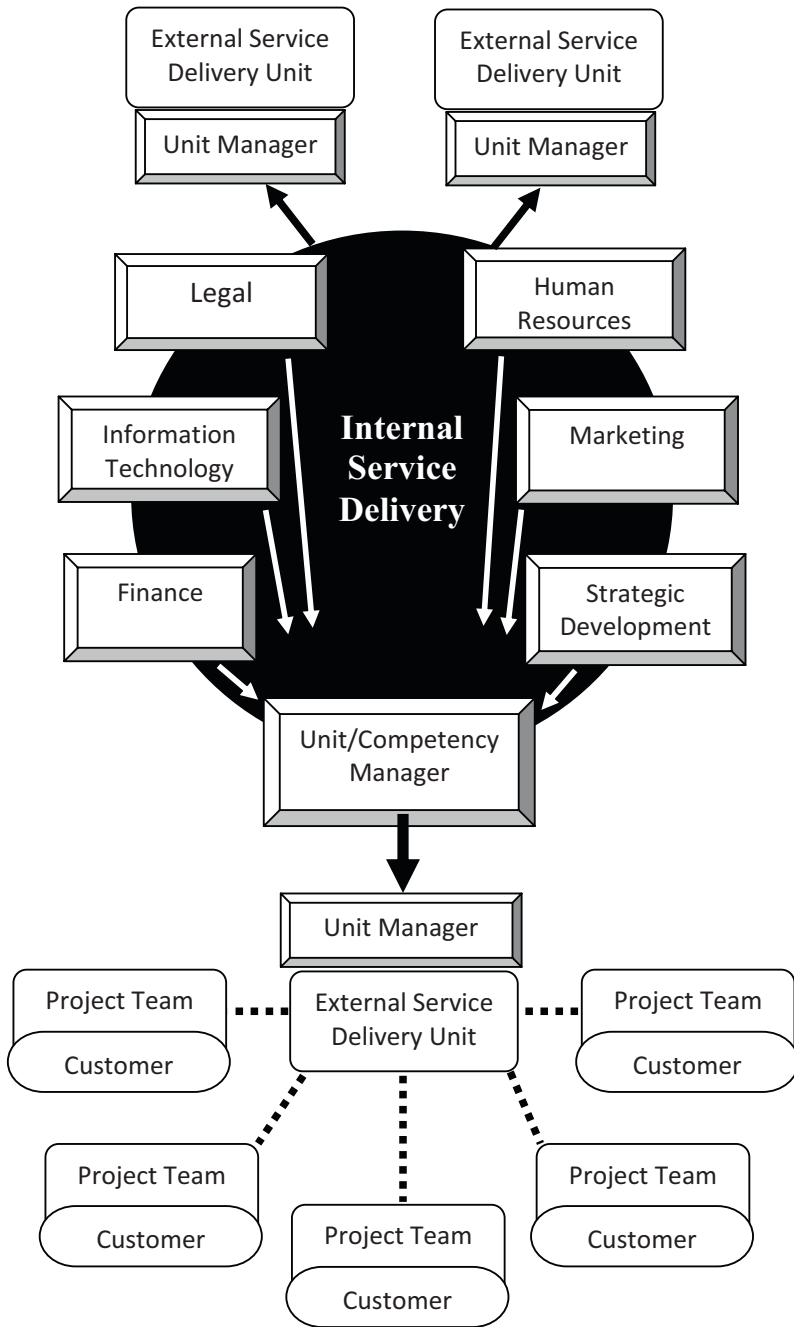 External Service
Delivery Unit
External Service
Delivery Unit
Unit Manager
Unit Manager
Legal
Human
Resources
Information
Technology
Internal
Service
Delivery
Marketing
Finance
Strategic
Development
Unit/Competency
Manager
Unit Manager
Project Team
Customer
External Service
Delivery Unit
Project Team
Customer
Project Team
Customer
Project Team
Customer
Project Team
Customer